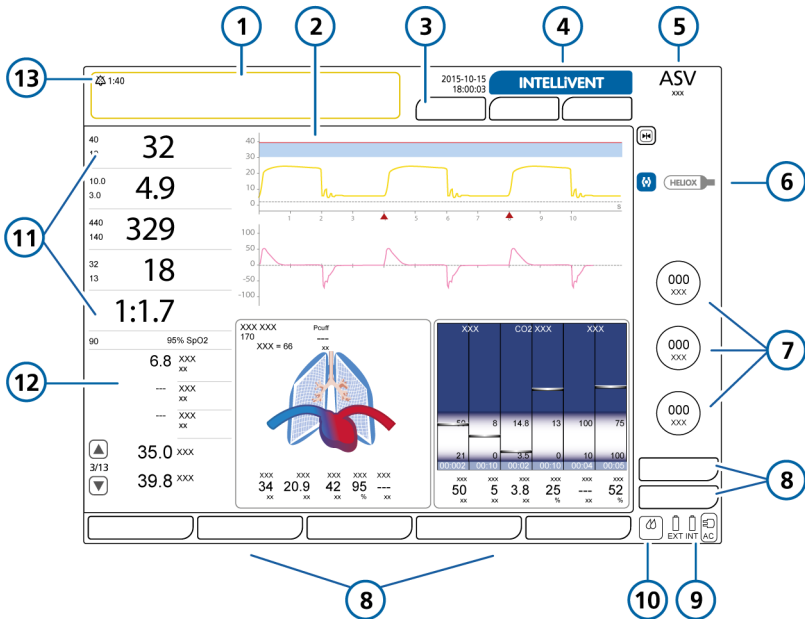 1
2
3
4
5
13
1:40
2015-10-15
18:00:03
INTELLiVENT
ASV
xxx
40
32
10.0
3.0
4.9
440
140
329
32
13
18
1:1.7
90
95% SpO2
6.8 XXX
xx
--- XXX
xx
--- XXX
xx
3/13
35.0 XXX
39.8 XXX
11
12
40
30
20
10
0
1 2 3 4 5 6 7 8 9 10
s
100
50
0
-50
-100
XXX XXX
170
XXX = 66
Pcuff
---
xx
XXX XXX XXX XXX XXX
34 20.9 42 95 ---
xx xx % xx
XXX CO2 XXX XXX
50 8 14.8 13 100 75
21 0 3.5 0 10 100
00:002 00:10 00:02 00:10 00:04 00:05
xxx xxx xxx xxx xxx xxx
50 5 3.8 25 --- 52
xx xx xx % xx %
HELIOX
6
000
XXX
000
XXX
000
XXX
7
8
EXT INT AC
8
10
9